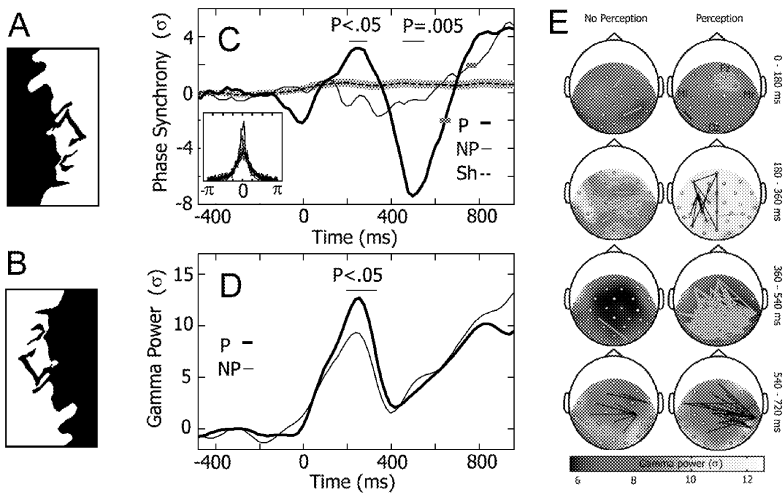 A
B
C
P<.05
P=.005
Phase Synchrony (σ)
4
0
-4
-8
-π
0
π
P
NP
Sh
-400
0
400
800
Time (ms)
D
P<.05
Gamma Power (σ)
15
10
5
0
P
NP
-400
0
400
800
Time (ms)
E
No Perception
Perception
0 - 180 ms
180 - 360 ms
360 - 540 ms
540 - 720 ms
Gamma power (σ)
6
8
10
12